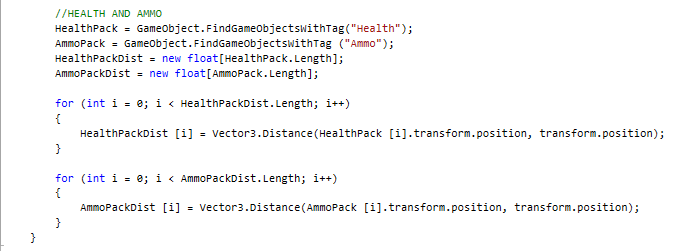 //HEALTH AND AMMO
HealthPack = GameObject.FindGameObjectsWithTag("Health");
AmmoPack = GameObject.FindGameObjectsWithTag ("Ammo");
HealthPackDist = new float[HealthPack.Length];
AmmoPackDist = new float[AmmoPack.Length];
for (int i = 0; i < HealthPackDist.Length; i++)
{
HealthPackDist [i] = Vector3.Distance(HealthPack [i].transform.position, transform.position);
}
for (int i = 0; i < AmmoPackDist.Length; i++)
{
AmmoPackDist [i] = Vector3.Distance(AmmoPack [i].transform.position, transform.position);
}
}